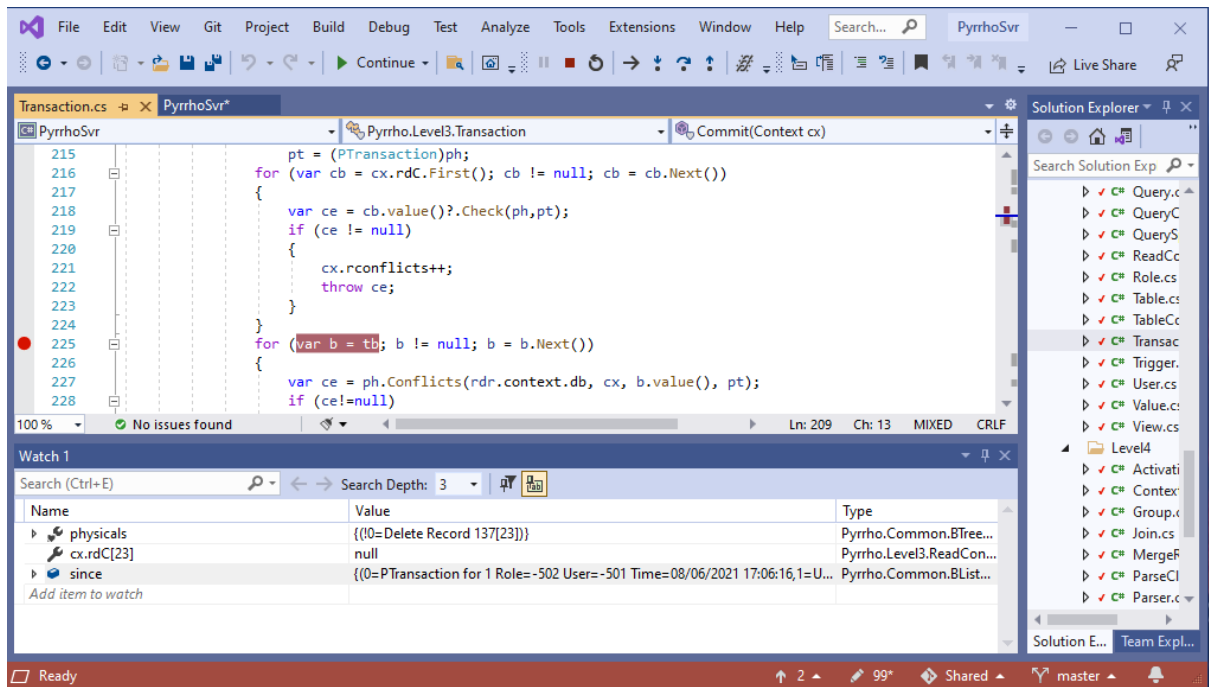 File Edit View Git Project Build Debug Test Analyze Tools Extensions Window Help Search... PyrrhoSvr
Continue Live Share
Transaction.cs PyrrhoSvr*
C# PyrrhoSvr Pyrrho.Level3.Transaction Commit(Context cx)
215 pt = (PTransaction)ph;
216 for (var cb = cx.rdC.First(); cb != null; cb = cb.Next())
217 {
218 var ce = cb.value()?.Check(ph,pt);
219 if (ce != null)
220 {
221 cx.rconflicts++;
222 throw ce;
223 }
224 }
225 for (var b = tb; b != null; b = b.Next())
226 {
227 var ce = ph.Conflicts(rdr.context.db, cx, b.value(), pt);
228 if (ce!=null)
100 % No issues found Ln: 209 Ch: 13 MIXED CRLF
Watch 1
Search (Ctrl+E) Search Depth: 3
Name Value Type
physicals {(!0=Delete Record 137[23])} Pyrrho.Common.BTree...
cx.rdC[23] null Pyrrho.Level3.ReadCon...
since {(0=PTransaction for 1 Role=-502 User=-501 Time=08/06/2021 17:06:16,1=U... Pyrrho.Common.BList...
Add item to watch
Solution Explorer
Search Solution Exp
C# Query.c
C# QueryC
C# QueryS
C# ReadCo
C# Role.cs
C# Table.cs
C# TableCo
C# Transac
C# Trigger.
C# User.cs
C# Value.cs
C# View.cs
Level4
C# Activati
C# Context
C# Group.c
C# Join.cs
C# MergeR
C# ParseCl
C# Parser.c
Solution E... Team Expl...
Ready 2 99* Shared master